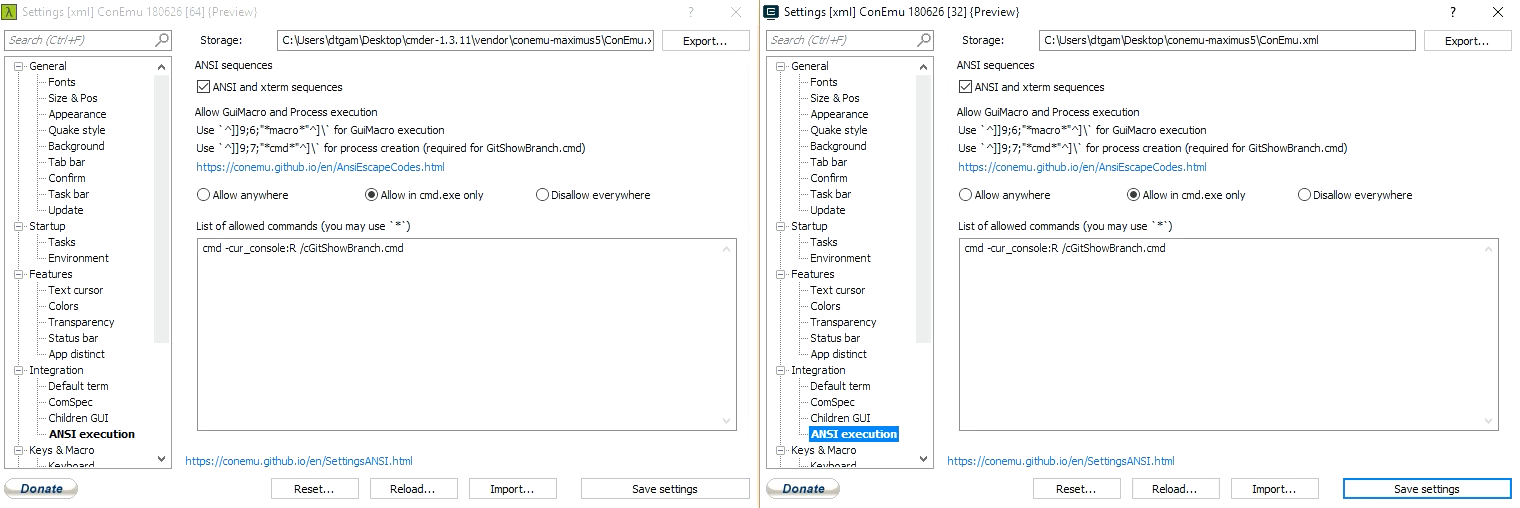 Settings [xml] ConEmu 180626 [64] {Preview}
?
Search (Ctrl+F)
Storage:
C:\Users\dtgam\Desktop\cmder-1.3.11\vendor\conemu-maximus5\ConEmu.x
Export...
General
Fonts
Size & Pos
Appearance
Quake style
Background
Tab bar
Confirm
Task bar
Update
Startup
Tasks
Environment
Features
Text cursor
Colors
Transparency
Status bar
App distinct
Integration
Default term
ComSpec
Children GUI
ANSI execution
Keys & Macro
Keyboard
ANSI sequences
ANSI and xterm sequences
Allow GuiMacro and Process execution
Use `^]]9;6;"*macro*"^]\` for GuiMacro execution
Use `^]]9;7;"*cmd*"^]\` for process creation (required for GitShowBranch.cmd)
https://conemu.github.io/en/AnsiEscapeCodes.html
Allow anywhere
Allow in cmd.exe only
Disallow everywhere
List of allowed commands (you may use `*`)
cmd -cur_console:R /cGitShowBranch.cmd
https://conemu.github.io/en/SettingsANSI.html
Donate
Reset...
Reload...
Import...
Save settings
Settings [xml] ConEmu 180626 [32] {Preview}
?
Search (Ctrl+F)
Storage:
C:\Users\dtgam\Desktop\conemu-maximus5\ConEmu.xml
Export...
General
Fonts
Size & Pos
Appearance
Quake style
Background
Tab bar
Confirm
Task bar
Update
Startup
Tasks
Environment
Features
Text cursor
Colors
Transparency
Status bar
App distinct
Integration
Default term
ComSpec
Children GUI
ANSI execution
Keys & Macro
Keyboard
ANSI sequences
ANSI and xterm sequences
Allow GuiMacro and Process execution
Use `^]]9;6;"*macro*"^]\` for GuiMacro execution
Use `^]]9;7;"*cmd*"^]\` for process creation (required for GitShowBranch.cmd)
https://conemu.github.io/en/AnsiEscapeCodes.html
Allow anywhere
Allow in cmd.exe only
Disallow everywhere
List of allowed commands (you may use `*`)
cmd -cur_console:R /cGitShowBranch.cmd
https://conemu.github.io/en/SettingsANSI.html
Donate
Reset...
Reload...
Import...
Save settings